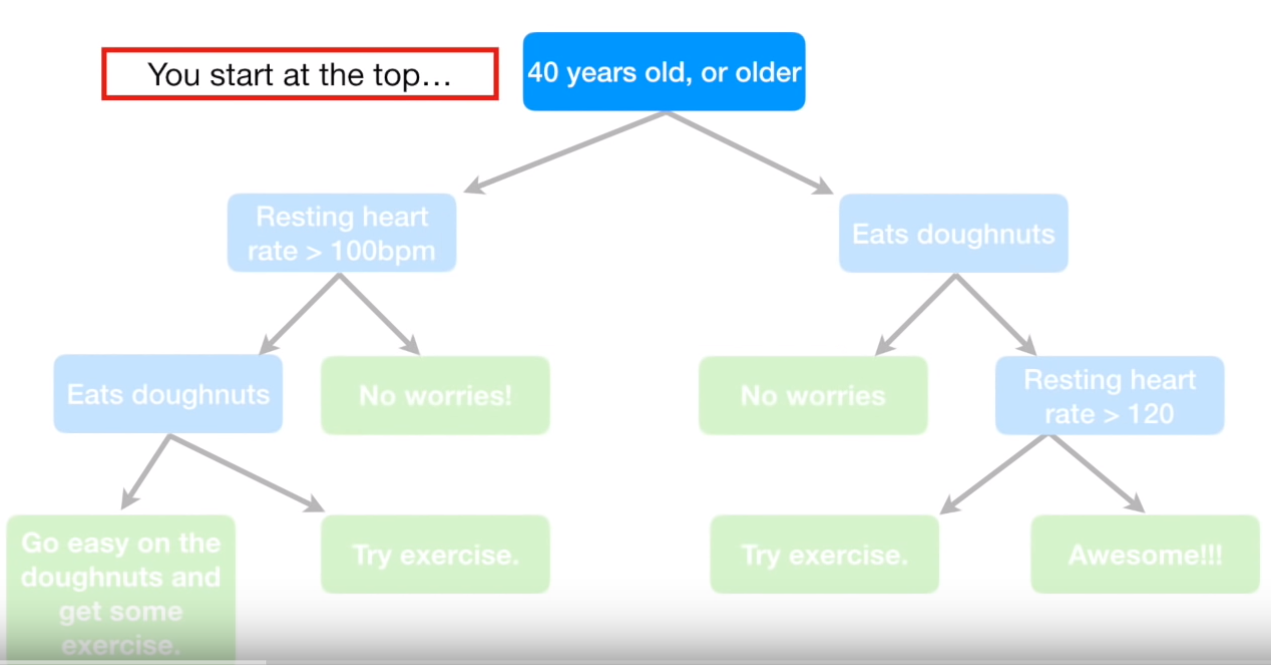 You start at the top...
40 years old, or older
Resting heart
rate > 100bpm
Eats doughnuts
Eats doughnuts
No worries!
No worries
Resting heart
rate > 120
Go easy on the
doughnuts and
get some
exercise.
Try exercise.
Try exercise.
Awesome!!!